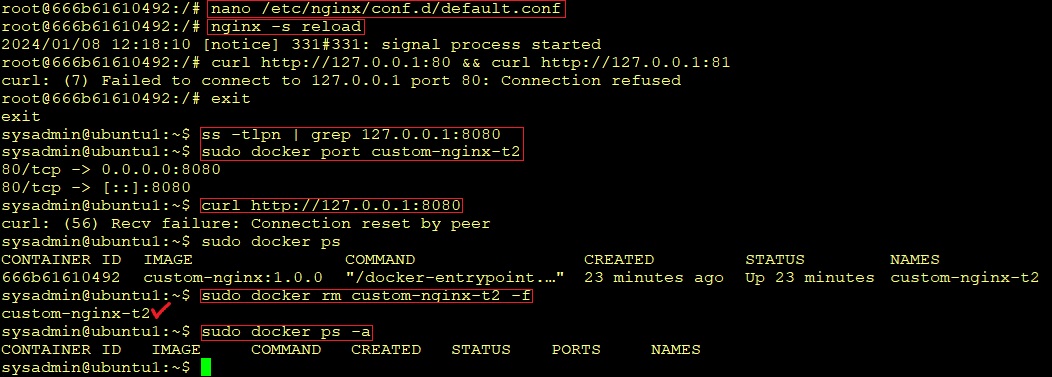 root@666b61610492:/# nano /etc/nginx/conf.d/default.conf
root@666b61610492:/# nginx -s reload
2024/01/08 12:18:10 [notice] 331#331: signal process started
root@666b61610492:/# curl http://127.0.0.1:80 && curl http://127.0.0.1:81
curl: (7) Failed to connect to 127.0.0.1 port 80: Connection refused
root@666b61610492:/# exit
exit
sysadmin@ubuntu1:~$ ss -tlpn | grep 127.0.0.1:8080
sysadmin@ubuntu1:~$ sudo docker port custom-nginx-t2
80/tcp -> 0.0.0.0:8080
80/tcp -> [::]:8080
sysadmin@ubuntu1:~$ curl http://127.0.0.1:8080
curl: (56) Recv failure: Connection reset by peer
sysadmin@ubuntu1:~$ sudo docker ps
CONTAINER ID   IMAGE                COMMAND                  CREATED          STATUS          NAMES
666b61610492   custom-nginx:1.0.0   "/docker-entrypoint.…"   23 minutes ago   Up 23 minutes   custom-nginx-t2
sysadmin@ubuntu1:~$ sudo docker rm custom-nginx-t2 -f
custom-nginx-t2
sysadmin@ubuntu1:~$ sudo docker ps -a
CONTAINER ID   IMAGE     COMMAND   CREATED   STATUS    PORTS     NAMES
sysadmin@ubuntu1:~$